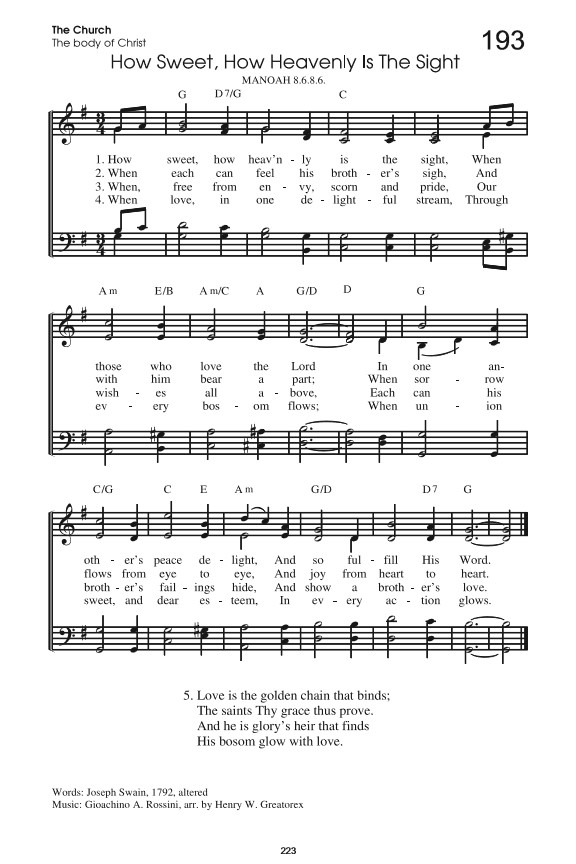 The Church
The body of Christ
193
How Sweet, How Heavenly Is The Sight
MANOAH 8.6.8.6.
G D7/G C
1. How sweet, how heav'n - ly is the sight, When
2. When each can feel his broth - er's sigh, And
3. When, free from en - vy, scorn and pride, Our
4. When love, in one de - light - ful stream, Through
Am E/B Am/C A G/D D G
those who love the Lord In one an-
with him bear a part; When sor - row
wish - es all a - bove, Each can his
ev - ery bos - om flows; When un - ion
C/G C E Am G/D D7 G
oth - er's peace de - light, And so ful - fill His Word.
flows from eye to eye, And joy from heart to heart.
broth - er's fail - ings hide, And show a broth - er's love.
sweet, and dear es - teem, In ev - ery ac - tion glows.
5. Love is the golden chain that binds;
The saints Thy grace thus prove.
And he is glory's heir that finds
His bosom glow with love.
Words: Joseph Swain, 1792, altered
Music: Gioachino A. Rossini, arr. by Henry W. Greatorex
223